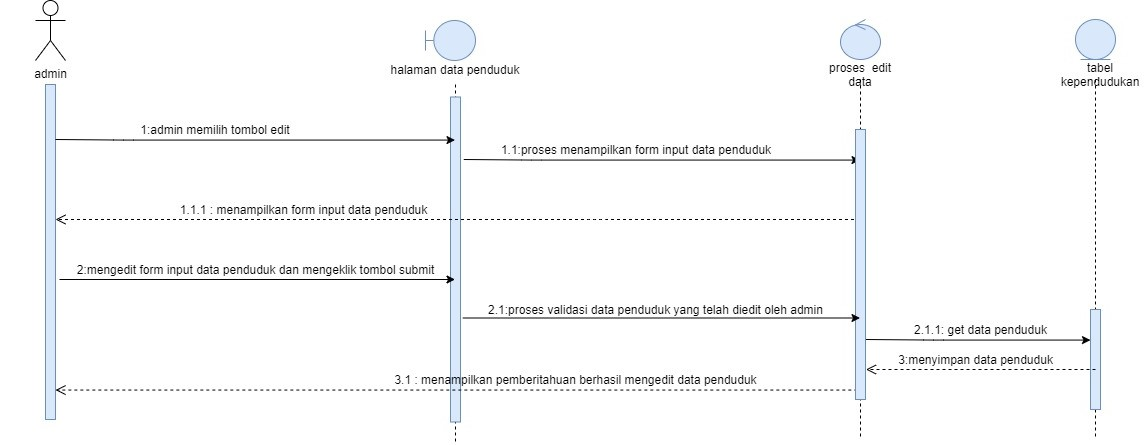 admin
halaman data penduduk
proses edit
data
tabel
kependudukan
1:admin memilih tombol edit
1.1:proses menampilkan form input data penduduk
1.1.1 : menampilkan form input data penduduk
2:mengedit form input data penduduk dan mengeklik tombol submit
2.1:proses validasi data penduduk yang telah diedit oleh admin
2.1.1: get data penduduk
3:menyimpan data penduduk
3.1 : menampilkan pemberitahuan berhasil mengedit data penduduk